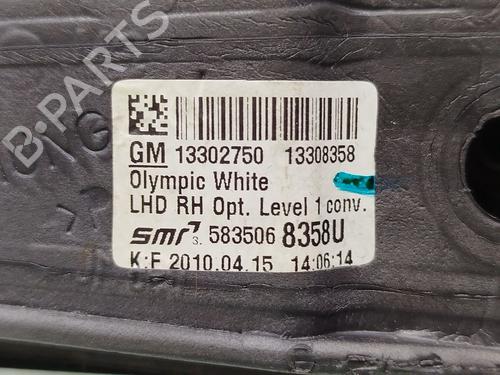 B-PARTS
GM 13302750 13308358
Olympic White
LHD RH Opt. Level 1 conv.
smr 3. 583506 8358U
K:F 2010.04.15 14:06:14